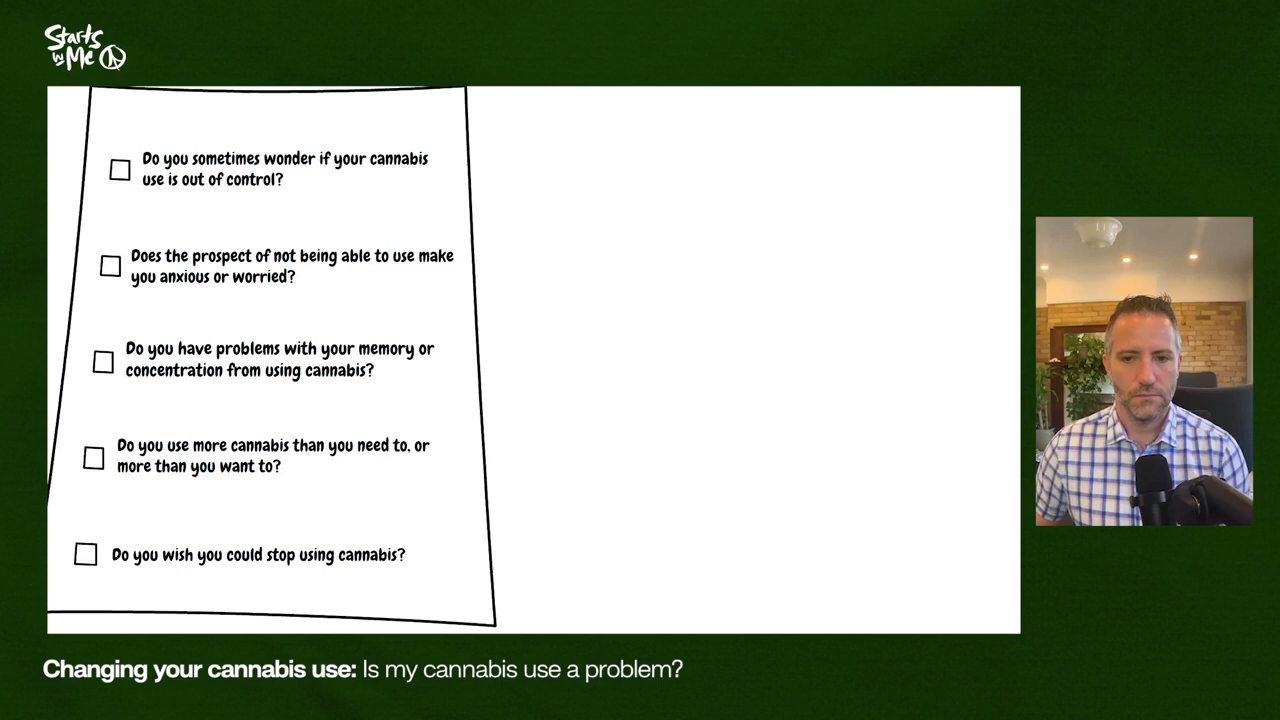 Starts
w Me
Do you sometimes wonder if your cannabis
use is out of control?
Does the prospect of not being able to use make
you anxious or worried?
Do you have problems with your memory or
concentration from using cannabis?
Do you use more cannabis than you need to, or
more than you want to?
Do you wish you could stop using cannabis?
Changing your cannabis use: Is my cannabis use a problem?